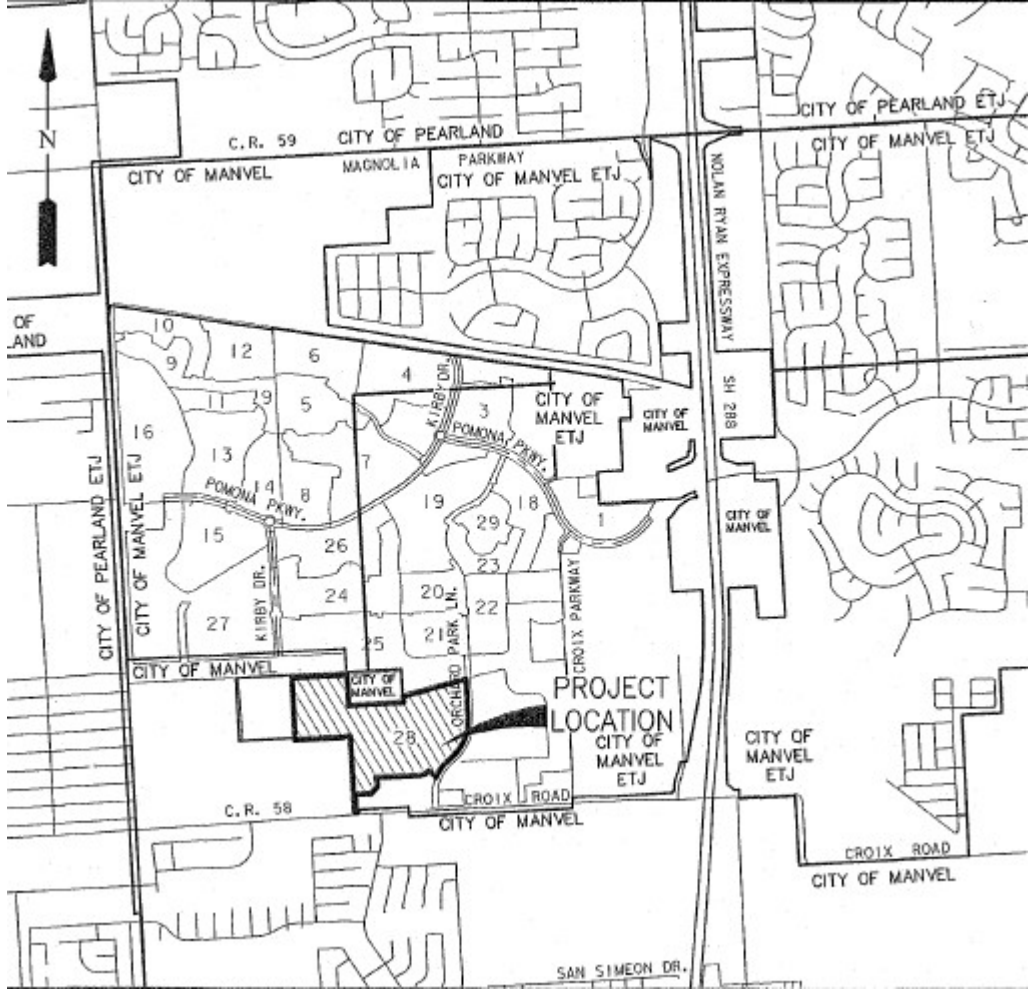 CITY OF PEARLAND ETJ
CITY OF MANVEL ETJ
C.R. 59
CITY OF PEARLAND
CITY OF MANVEL
MAGNOLIA
PARKWAY
CITY OF MANVEL ETJ
N
NOLAN RYAN EXPRESSWAY
SH 288
OF
LAND
10
12
6
9
4
KIRBY DR.
11
19
5
3
CITY OF
MANVEL
ETJ
CITY OF
MANVEL
16
13
7
POMONA PKWY.
14
8
19
18
POMONA PKWY.
29
1
CITY OF
MANVEL
15
26
23
CITY OF PEARLAND ETJ
CITY OF MANVEL ETJ
KIRBY DR.
24
20
22
27
21
25
ORCHARD PARK LN.
CROIX PARKWAY
CITY OF MANVEL
CITY OF
MANVEL
PROJECT
LOCATION
28
CITY OF
MANVEL
ETJ
CITY OF
MANVEL
ETJ
C.R. 58
CROIX ROAD
CITY OF MANVEL
CROIX ROAD
CITY OF MANVEL
SAN SIMEON DR.